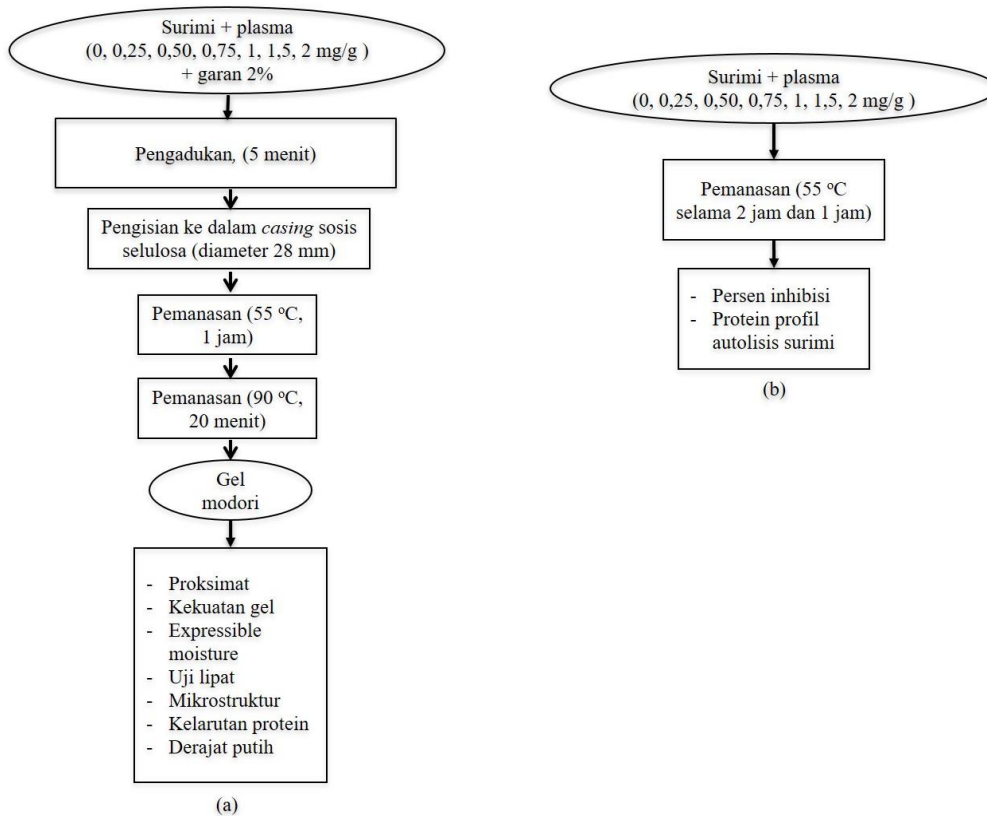 Surimi + plasma
(0, 0,25, 0,50, 0,75, 1, 1,5, 2 mg/g )
+ garan 2%
Pengadukan, (5 menit)
Pengisian ke dalam casing sosis
selulosa (diameter 28 mm)
Pemanasan (55 °C,
1 jam)
Pemanasan (90 °C,
20 menit)
Gel
modori
- Proksimat
- Kekuatan gel
- Expressible
moisture
- Uji lipat
- Mikrostruktur
- Kelarutan protein
- Derajat putih
(a)
Surimi + plasma
(0, 0,25, 0,50, 0,75, 1, 1,5, 2 mg/g )
Pemanasan (55 °C
selama 2 jam dan 1 jam)
- Persen inhibisi
- Protein profil
autolisis surimi
(b)